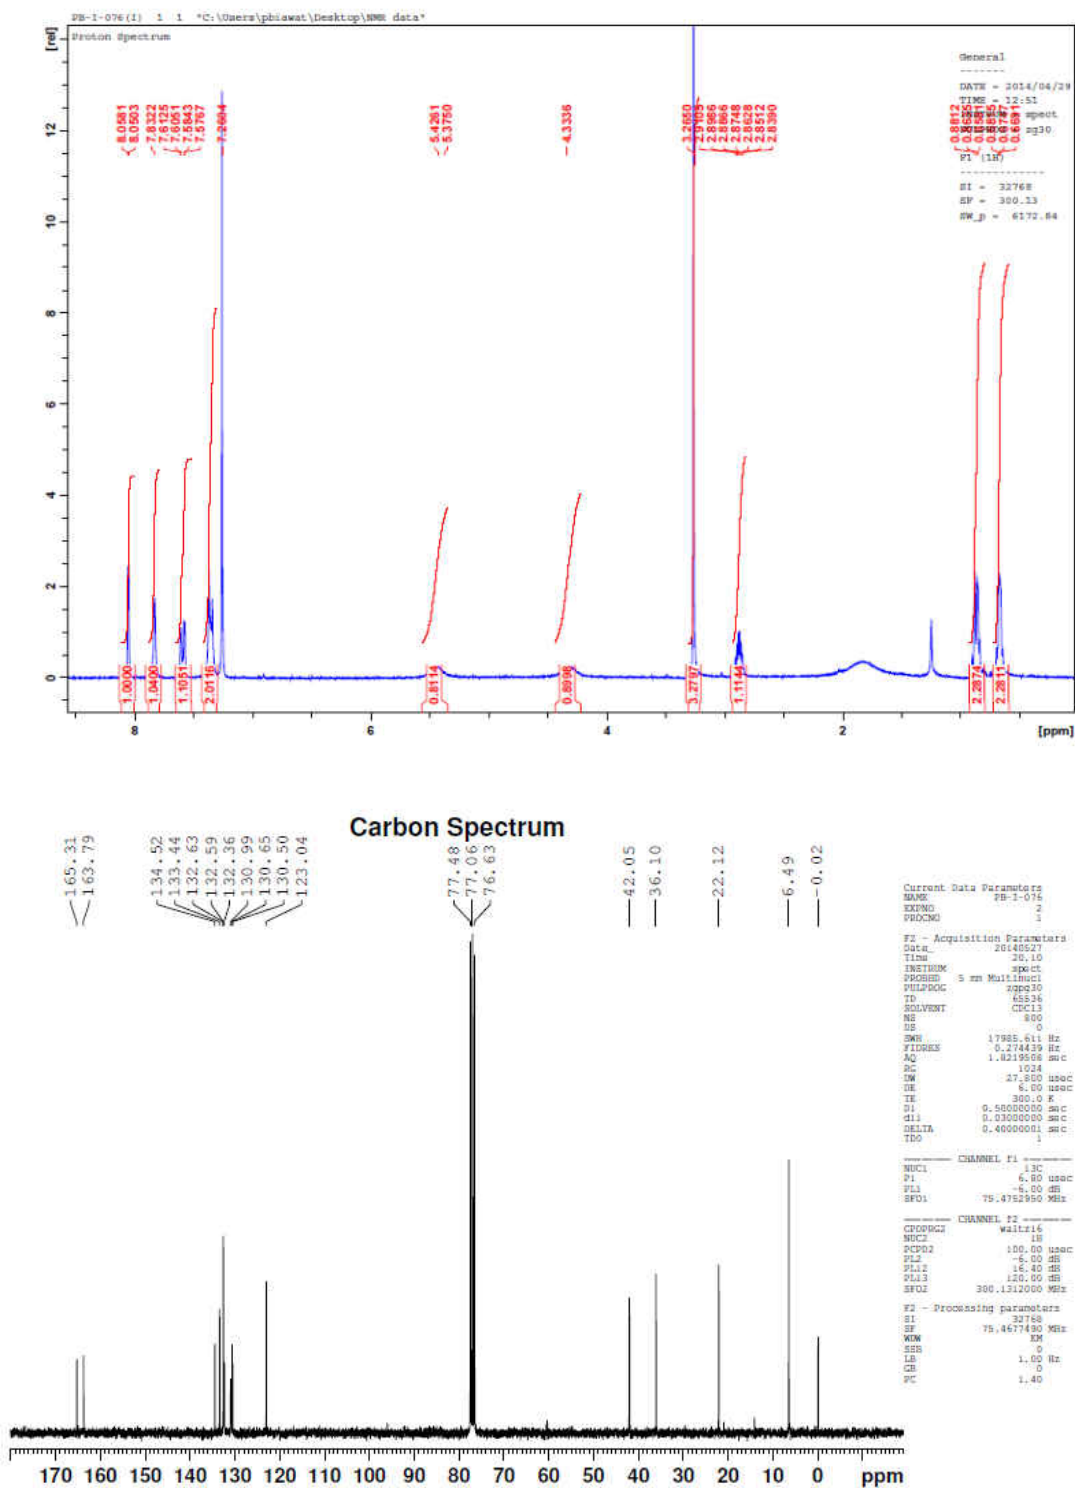 PB-I-076(I) 1 1 "C:\Users\pbiawat\Desktop\NMR data"
Proton Spectrum
[rel]
General
-------
DATE = 2014/04/29
TIME = 12:51
spect
zg30
F1 (1H)
-------------
SI = 32768
SF = 300.13
SW_p = 6172.84
8.0581
8.0503
7.8322
7.6125
7.6051
7.5843
7.5767
7.2604
5.4261
5.3750
4.3336
3.2650
2.9105
2.8986
2.8866
2.8748
2.8628
2.8512
2.8390
0.8812
0.6691
12
10
8
6
4
2
0
1.0000
1.0400
1.1051
2.0116
0.8114
0.8998
3.2797
1.1144
2.2874
2.2811
8 6 4 2 [ppm]
Carbon Spectrum
165.31
163.79
134.52
133.44
132.63
132.59
132.36
130.99
130.65
130.50
123.04
77.48
77.06
76.63
42.05
36.10
22.12
6.49
-0.02
Current Data Parameters
NAME PB-I-076
EXPNO 2
PROCNO 1
F2 - Acquisition Parameters
Date_ 20140527
Time 20.10
INSTRUM spect
PROBHD 5 mm Multinucl
PULPROG zgpg30
TD 65536
SOLVENT CDCl3
NS 800
DS 0
SWH 17985.611 Hz
FIDRES 0.274439 Hz
AQ 1.8219508 sec
RG 1024
DW 27.800 usec
DE 6.00 usec
TE 300.0 K
D1 0.50000000 sec
d11 0.03000000 sec
DELTA 0.40000001 sec
TD0 1
======== CHANNEL f1 ========
NUC1 13C
P1 6.80 usec
PL1 -6.00 dB
SFO1 75.4752950 MHz
======== CHANNEL f2 ========
CPDPRG2 waltz16
NUC2 1H
PCPD2 100.00 usec
PL2 -6.00 dB
PL12 16.40 dB
PL13 120.00 dB
SFO2 300.1312000 MHz
F2 - Processing parameters
SI 32768
SF 75.4677490 MHz
WDW EM
SSB 0
LB 1.00 Hz
GB 0
PC 1.40
170 160 150 140 130 120 110 100 90 80 70 60 50 40 30 20 10 0 ppm